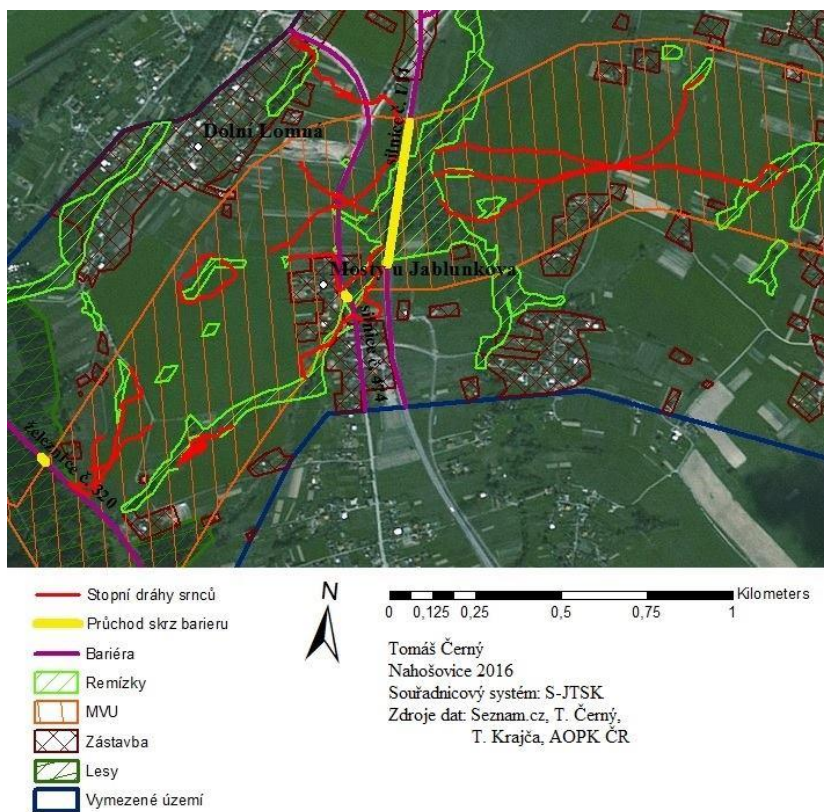 silnice č. I/11
Dolní Lomná
Mosty u Jablunkova
silnice č. 474
železnice č. 320
Stopní dráhy srnců
Průchod skrz barieru
Bariéra
Remízky
MVU
Zástavba
Lesy
Vymezené území
N
Kilometers
0 0,125 0,25 0,5 0,75 1
Tomáš Černý
Nahošovice 2016
Souřadnicový systém: S-JTSK
Zdroje dat: Seznam.cz, T. Černý,
T. Krajča, AOPK ČR